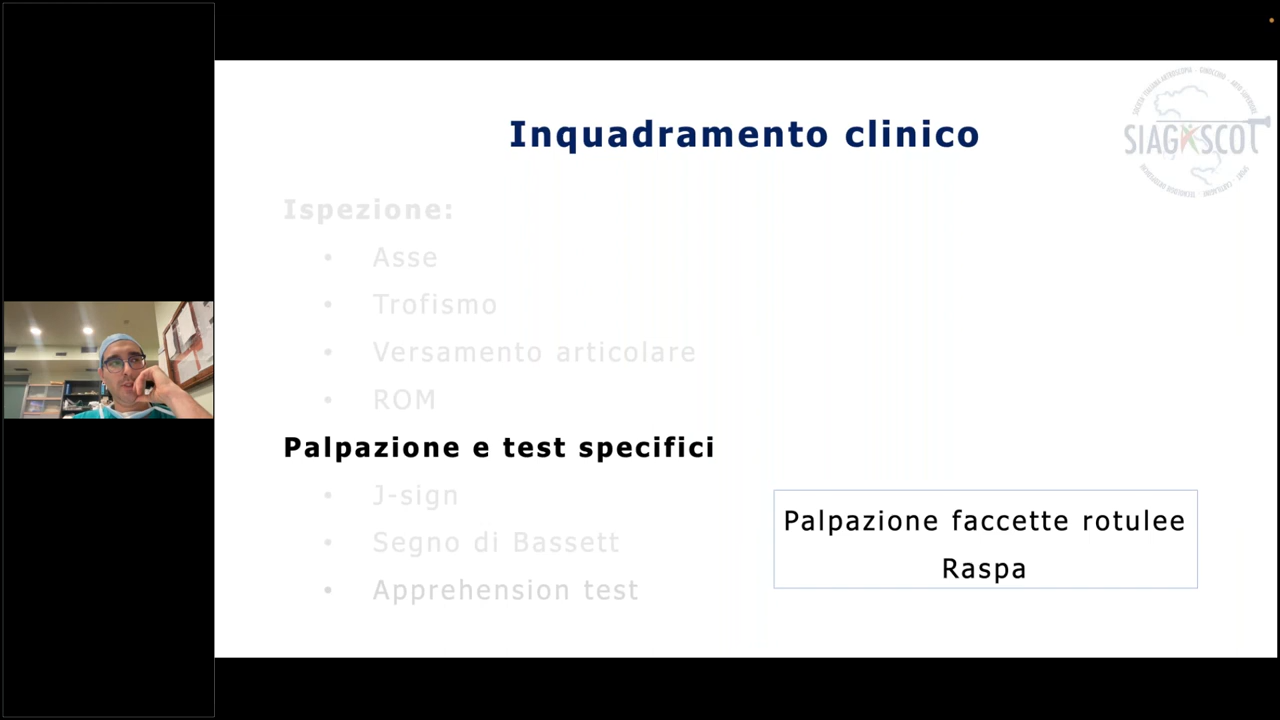 Inquadramento clinico
SIAGASCOT
Ispezione:
• Asse
• Trofismo
• Versamento articolare
• ROM
Palpazione e test specifici
• J-sign
• Segno di Bassett
• Apprehension test
Palpazione faccette rotulee
Raspa